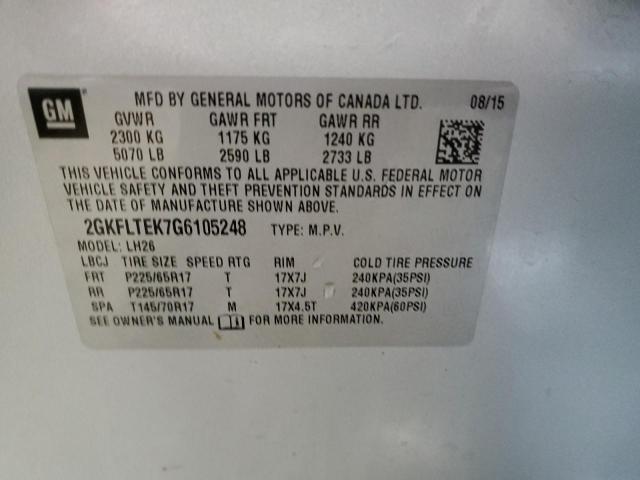 GM ® MFD BY GENERAL MOTORS OF CANADA LTD. 08/15
GVWR GAWR FRT GAWR RR
2300 KG 1175 KG 1240 KG
5070 LB 2590 LB 2733 LB
THIS VEHICLE CONFORMS TO ALL APPLICABLE U.S. FEDERAL MOTOR
VEHICLE SAFETY AND THEFT PREVENTION STANDARDS IN EFFECT ON
THE DATE OF MANUFACTURE SHOWN ABOVE.
2GKFLTEK7G6105248 TYPE: M.P.V.
MODEL: LH26
LBCJ TIRE SIZE SPEED RTG RIM COLD TIRE PRESSURE
FRT P225/65R17 T 17X7J 240KPA(35PSI)
RR P225/65R17 T 17X7J 240KPA(35PSI)
SPA T145/70R17 M 17X4.5T 420KPA(60PSI)
SEE OWNER'S MANUAL FOR MORE INFORMATION.